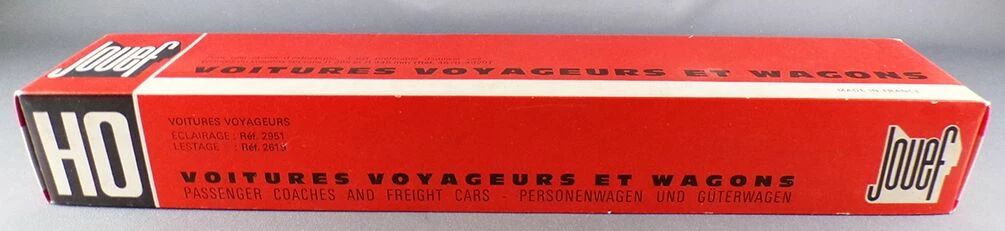 Jouef
VOITURES VOYAGEURS ET WAGONS
MADE IN FRANCE
HO
VOITURES VOYAGEURS
ECLAIRAGE : Réf. 2951
LESTAGE : Réf. 2619
VOITURES VOYAGEURS ET WAGONS
PASSENGER COACHES AND FREIGHT CARS - PERSONENWAGEN UND GÜTERWAGEN
Jouef